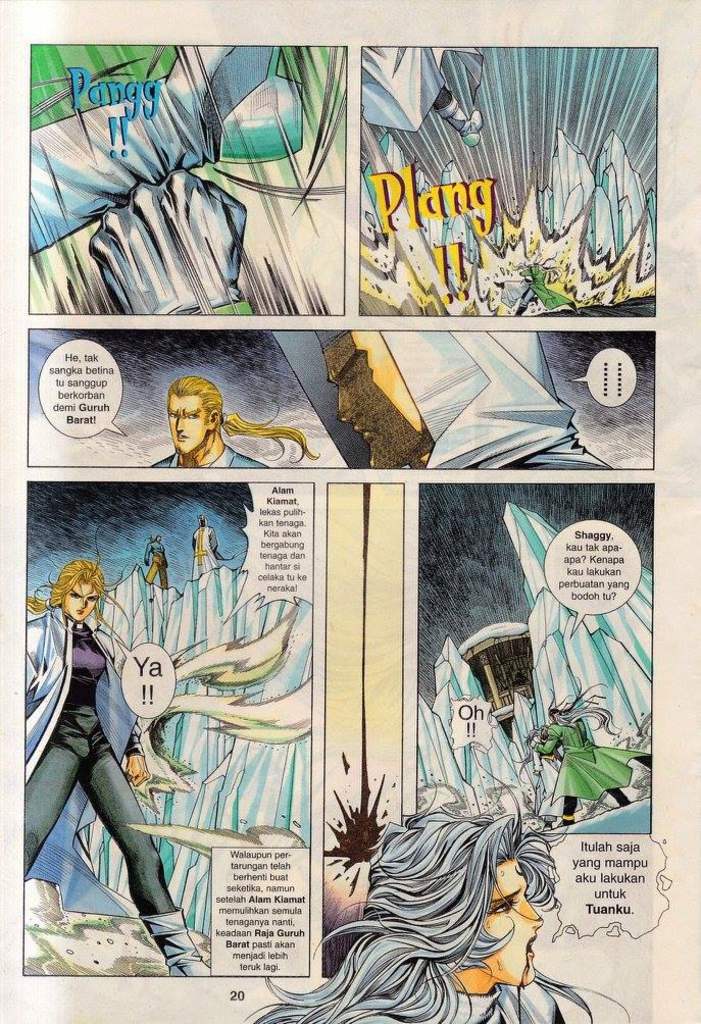 Pangg
!!
Plang
!!
He, tak
sangka betina
tu sanggup
berkorban
demi Guruh
Barat!
!!!
Alam
Kiamat,
lekas pulih-
kan tenaga.
Kita akan
bergabung
tenaga dan
hantar si
celaka tu ke
neraka!
Ya
!!
Walaupun per-
tarungan telah
berhenti buat
seketika, namun
setelah Alam Kiamat
memulihkan semula
tenaganya nanti,
keadaan Raja Guruh
Barat pasti akan
menjadi lebih
teruk lagi.
Shaggy,
kau tak apa-
apa? Kenapa
kau lakukan
perbuatan yang
bodoh tu?
Oh
!!
Itulah saja
yang mampu
aku lakukan
untuk
Tuanku.
20